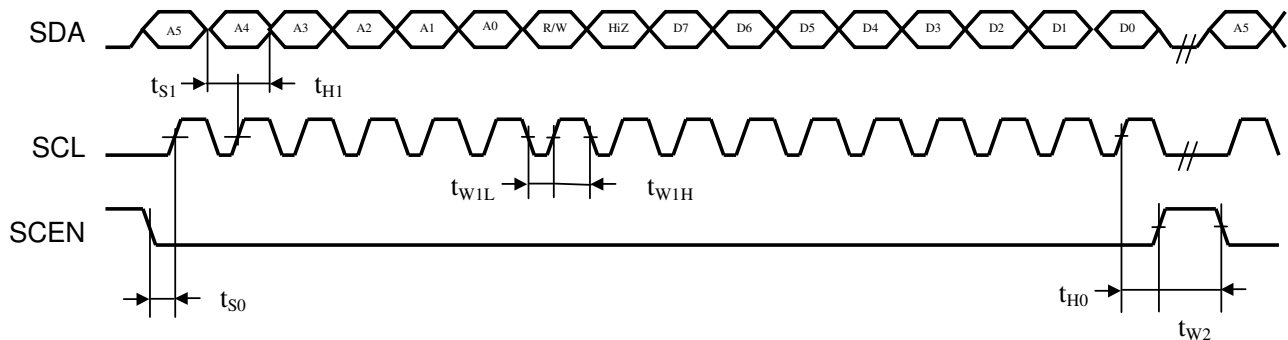 SDA A5 A4 A3 A2 A1 A0 R/W HiZ D7 D6 D5 D4 D3 D2 D1 D0 A5
tS1 tH1
SCL
tW1L tW1H
SCEN
tS0 tH0
tW2